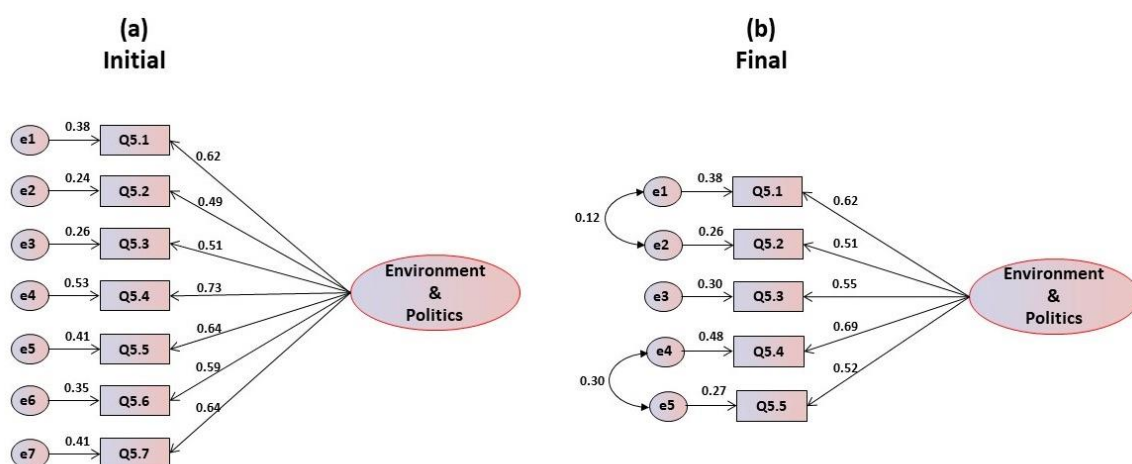 (a)
Initial
e1
0.38
Q5.1
0.62
e2
0.24
Q5.2
0.49
e3
0.26
Q5.3
0.51
e4
0.53
Q5.4
0.73
e5
0.41
Q5.5
0.64
e6
0.35
Q5.6
0.59
e7
0.41
Q5.7
0.64
Environment
&
Politics
(b)
Final
e1
0.38
Q5.1
0.62
0.12
e2
0.26
Q5.2
0.51
e3
0.30
Q5.3
0.55
e4
0.48
Q5.4
0.69
0.30
e5
0.27
Q5.5
0.52
Environment
&
Politics